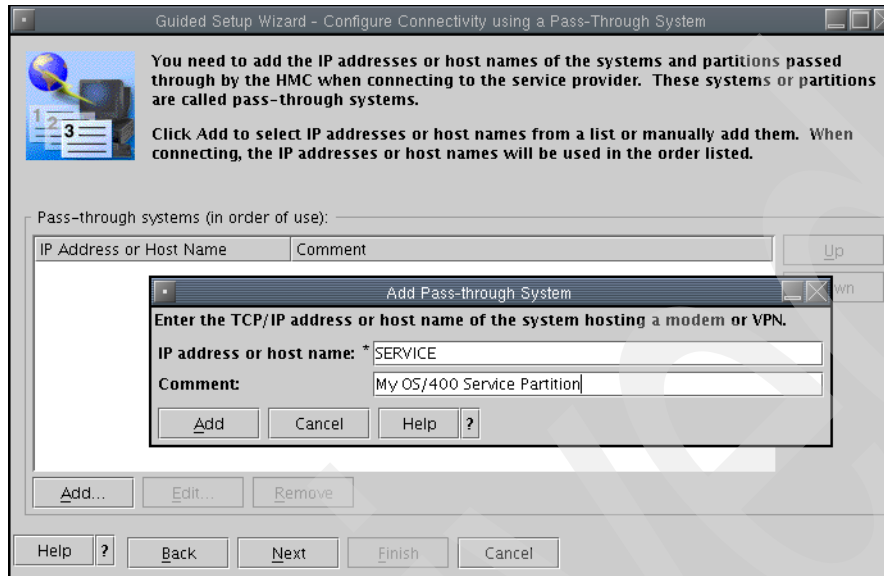 Guided Setup Wizard - Configure Connectivity using a Pass-Through System
You need to add the IP addresses or host names of the systems and partitions passed
through by the HMC when connecting to the service provider. These systems or partitions
are called pass-through systems.
Click Add to select IP addresses or host names from a list or manually add them. When
connecting, the IP addresses or host names will be used in the order listed.
1 2 3
Pass-through systems (in order of use):
IP Address or Host Name Comment
Up
Add Pass-through System
wn
Enter the TCP/IP address or host name of the system hosting a modem or VPN.
IP address or host name: * SERVICE
Comment: My OS/400 Service Partition
Add Cancel Help ?
Add... Edit... Remove
Help ? Back Next Finish Cancel